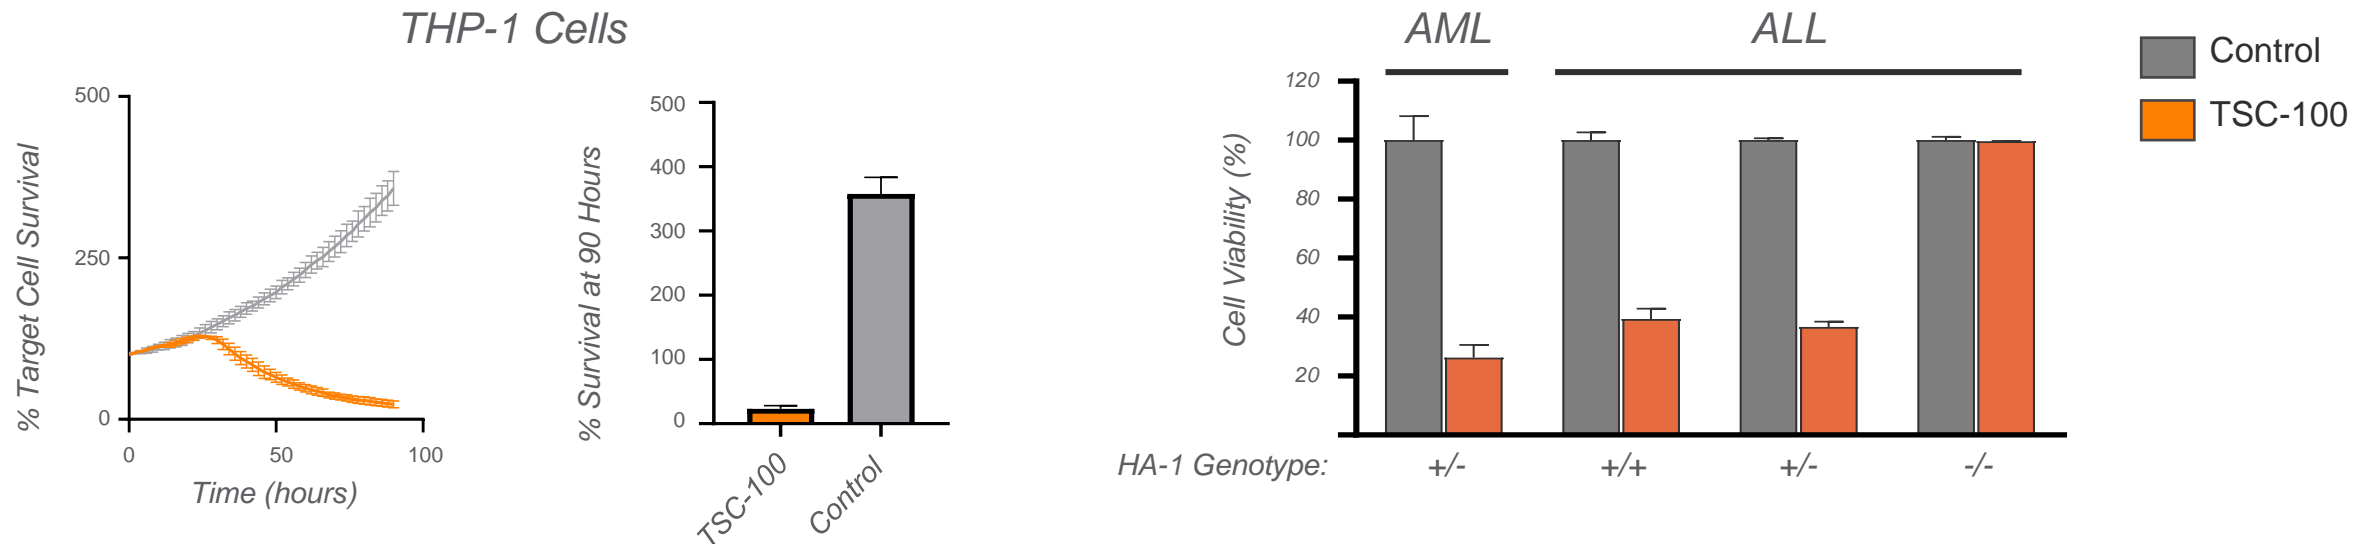 THP-1 Cells
% Target Cell Survival
500
250
0
0
50
100
Time (hours)
% Survival at 90 Hours
500
400
300
200
100
0
TSC-100
Control
AML
ALL
Cell Viability (%)
120
100
80
60
40
20
HA-1 Genotype:
+/-
+/+
+/-
-/-
Control
TSC-100